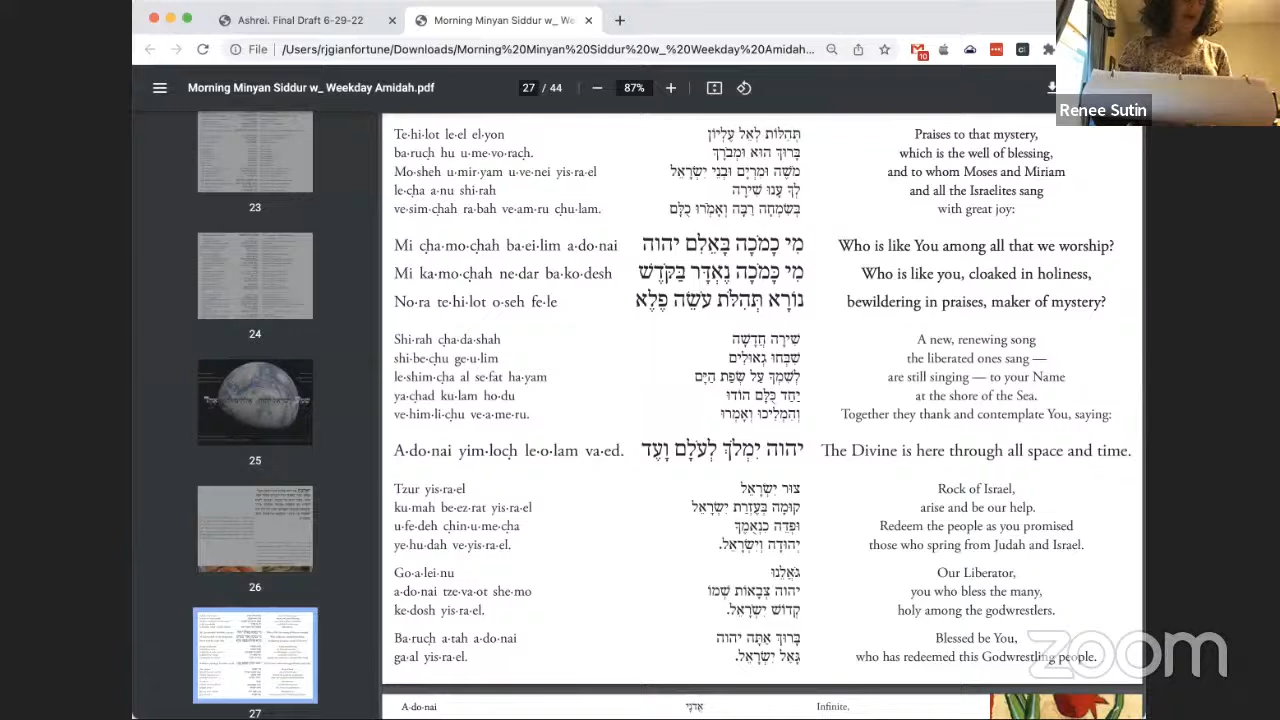 Ashrei. Final Draft 6-29-22
Morning Minyan Siddur w_ We
File
/Users/rjgianfortune/Downloads/Morning%20Minyan%20Siddur%20w_%20Weekday%20Amidah...
10
Morning Minyan Siddur w_ Weekday Amidah.pdf
27 / 44
87%
Renee Sutin
23
24
25
26
27
Te·hi·lot le·el el·yon
ba·ruch hu u·me·vo·rach.
Mo·sheh u·mir·yam u·ve·nei yis·ra·el
le·cha a·nu shi·rah
ve·sim·ḥah ra·bah ve·am·ru chu·lam.
תְּהִלּוֹת לְאֵל עֶלְיוֹן
בָּרוּךְ הוּא וּמְבֹרָךְ
מֹשֶׁה וּמִרְיָם וּבְנֵי יִשְׂרָאֵל
לְךָ עָנוּ שִׁירָה
בְּשִׂמְחָה רַבָּה וְאָמְרוּ כֻלָּם
Praises to that mystery,
which is the well of blessing,
and to whom Moses and Miriam
and all the Israelites sang
with great joy:
Mi cha·mo·chah ba·ei·lim a·do·nai
Mi ka·mo·chah ne·dar ba·ko·desh
No·ra te·hi·lot o·seh fe·le
מִי כָּמֹכָה בָּאֵלִם יהוה
מִי כָּמֹכָה נֶאְדָּר בַּקֹּדֶשׁ
נוֹרָא תְּהִלֹּת עֹשֵׂה פֶלֶא
Who is like You among all that we worship?
Who is like you, cloaked in holiness,
bewildering in praises, maker of mystery?
Shi·rah cha·da·shah
shi·be·chu ge·u·lim
le·shim·cha al se·fat ha·yam
ya·chad ku·lam ho·du
ve·him·li·chu ve·a·me·ru.
שִׁירָה חֲדָשָׁה
שִׁבְּחוּ גְאוּלִים
לְשִׁמְךָ עַל שְׂפַת הַיָּם
יַחַד כֻּלָּם הוֹדוּ
וְהִמְלִיכוּ וְאָמְרוּ
A new, renewing song
the liberated ones sang —
are still singing — to your Name
at the shore of the Sea.
Together they thank and contemplate You, saying:
A·do·nai yim·loch le·o·lam va·ed.
יהוה יִמְלֹךְ לְעֹלָם וָעֶד
The Divine is here through all space and time.
Tzur yis·ra·el
ku·mah be·ez·rat yis·ra·el
u·fe·deh chin·u·me·cha
ye·hu·dah ve·yis·ra·el.
צוּר יִשְׂרָאֵל
קוּמָה בְּעֶזְרַת יִשְׂרָאֵל
וּפְדֵה כִנְאֻמֶךָ
יְהוּדָה וְיִשְׂרָאֵל.
Rock of Israel,
arise and be our help.
Redeem the people as you promised
those who spring from Judah and Israel.
Go·a·lei·nu
a·do·nai tze·va·ot she·mo
ke·dosh yis·ra·el.
גֹּאֲלֵנוּ
יהוה צְבָאוֹת שְׁמוֹ
קְדוֹשׁ יִשְׂרָאֵל.
Our Liberator,
you who bless the many,
holy among the godwrestlers.
Ba·ruch a·tah a·do·nai
ga·al yis·ra·el
בָּרוּךְ אַתָּה יהוה
גָּאַל יִשְׂרָאֵל
Blessed be You,
who
zoom
A·do·nai
אֲדֹנָי
Infinite,